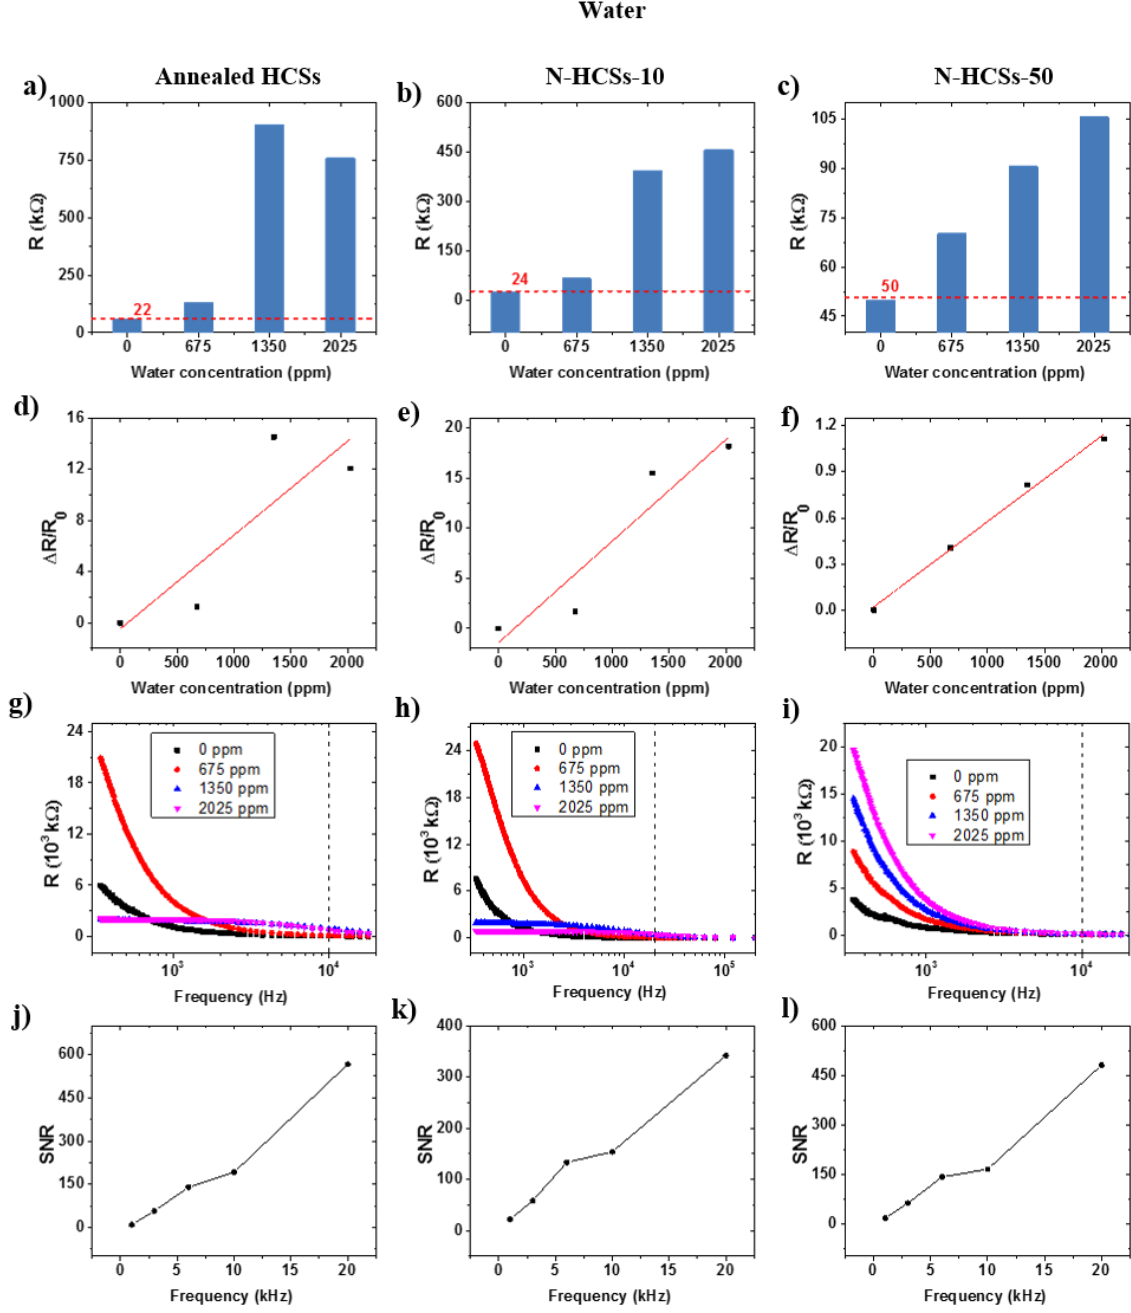 Water
Annealed HCSs
N-HCSs-10
N-HCSs-50
a)
1000
750
500
250
0
R (kΩ)
22
0 675 1350 2025
Water concentration (ppm)
b)
600
450
300
150
0
R (kΩ)
24
0 675 1350 2025
Water concentration (ppm)
c)
105
90
75
60
45
R (kΩ)
50
0 675 1350 2025
Water concentration (ppm)
d)
16
12
8
4
0
ΔR/R0
0 500 1000 1500 2000
Water concentration (ppm)
e)
20
15
10
5
0
ΔR/R0
0 500 1000 1500 2000
Water concentration (ppm)
f)
1.2
0.9
0.6
0.3
0.0
ΔR/R0
0 500 1000 1500 2000
Water concentration (ppm)
g)
24
18
12
6
0
R (10³ kΩ)
0 ppm
675 ppm
1350 ppm
2025 ppm
10³ 10⁴
Frequency (Hz)
h)
24
18
12
6
0
R (10³ kΩ)
0 ppm
675 ppm
1350 ppm
2025 ppm
10³ 10⁴ 10⁵
Frequency (Hz)
i)
20
15
10
5
0
R (10³ kΩ)
0 ppm
675 ppm
1350 ppm
2025 ppm
10³ 10⁴
Frequency (Hz)
j)
600
450
300
150
0
SNR
0 5 10 15 20
Frequency (kHz)
k)
400
300
200
100
0
SNR
0 5 10 15 20
Frequency (kHz)
l)
600
450
300
150
0
SNR
0 5 10 15 20
Frequency (kHz)